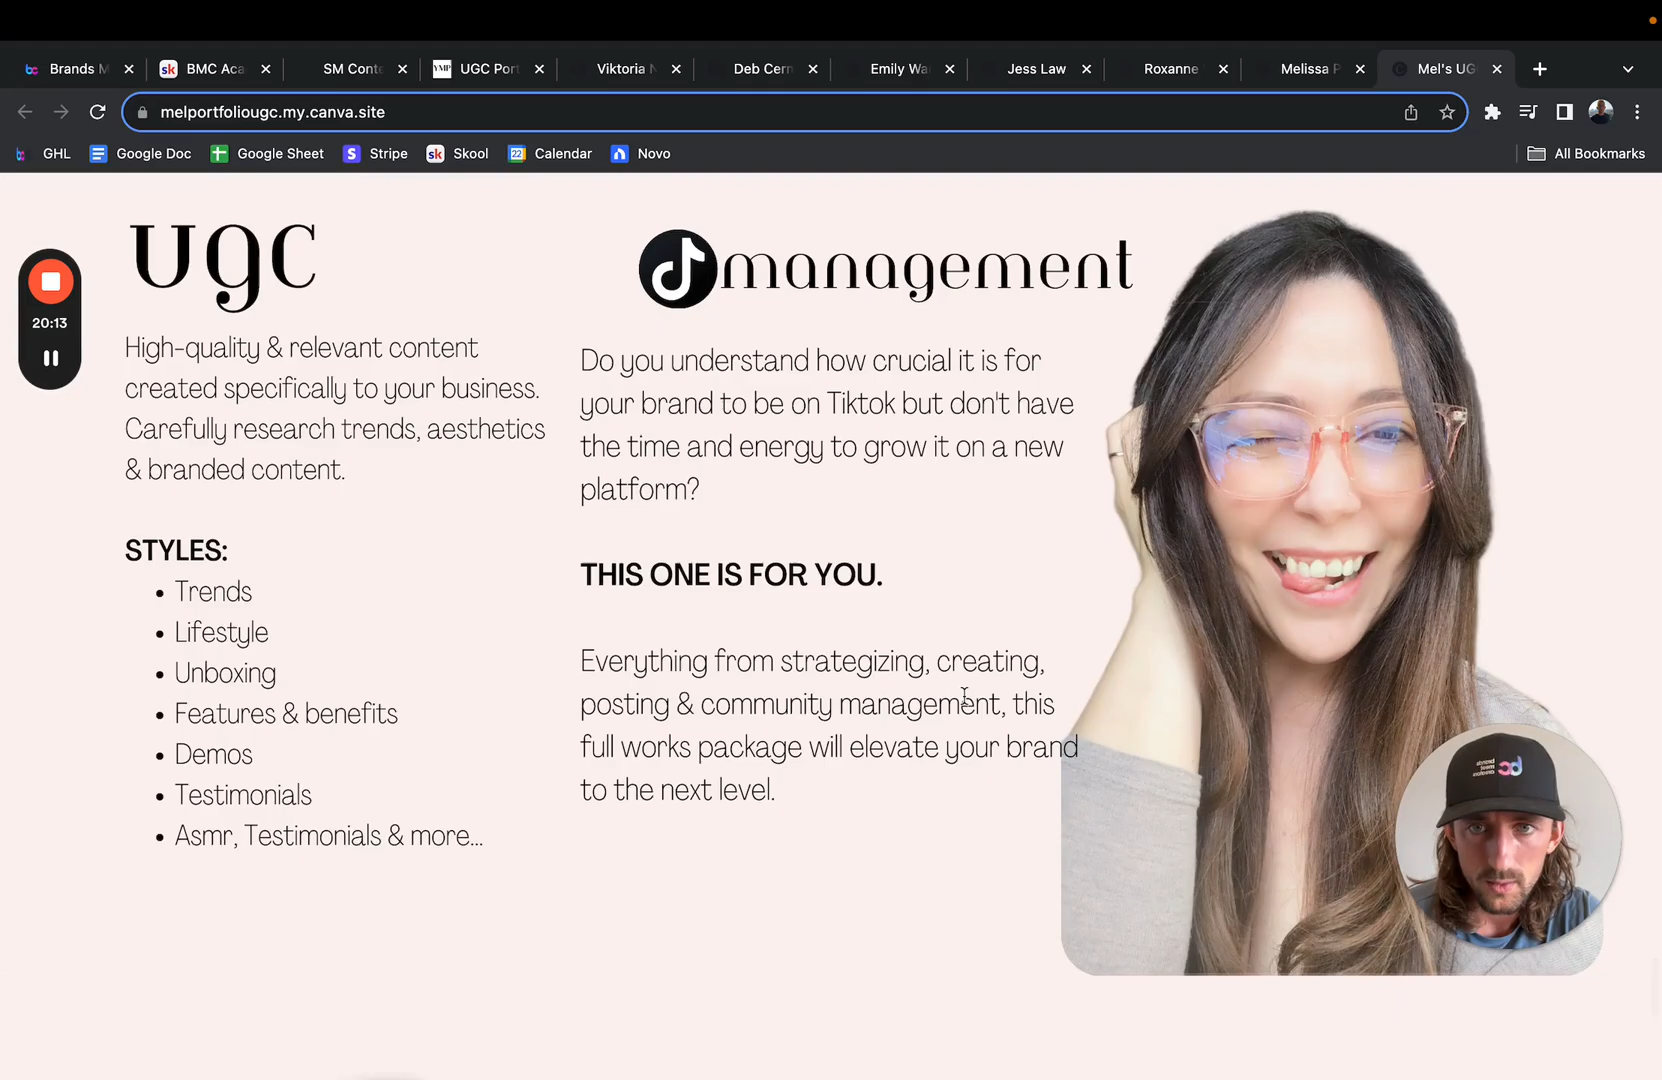 Brands M
BMC Aca
SM Conte
UGC Port
Viktoria N
Deb Cern
Emily Wa
Jess Law
Roxanne
Melissa P
Mel's UG
melportfoliougc.my.canva.site
GHL
Google Doc
Google Sheet
Stripe
Skool
Calendar
Novo
All Bookmarks
20:13
ugc
High-quality & relevant content
created specifically to your business.
Carefully research trends, aesthetics
& branded content.
STYLES:
• Trends
• Lifestyle
• Unboxing
• Features & benefits
• Demos
• Testimonials
• Asmr, Testimonials & more...
management
Do you understand how crucial it is for
your brand to be on Tiktok but don't have
the time and energy to grow it on a new
platform?
THIS ONE IS FOR YOU.
Everything from strategizing, creating,
posting & community management, this
full works package will elevate your brand
to the next level.